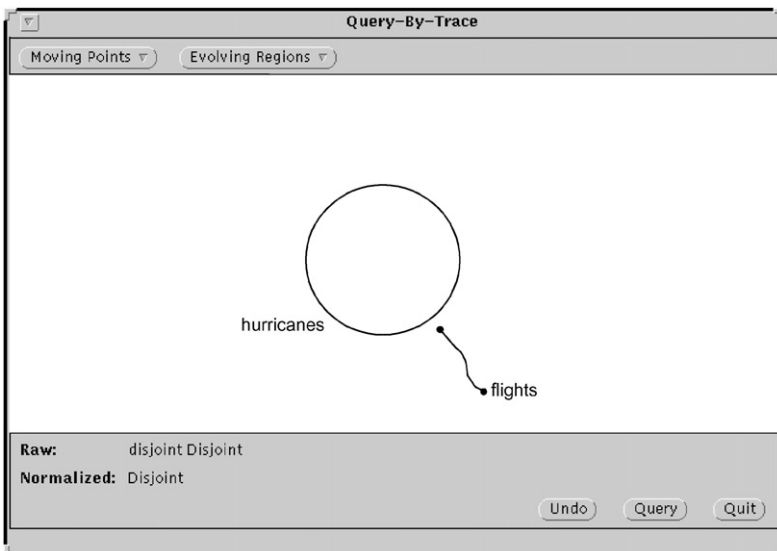 Query-By-Trace
Moving Points Evolving Regions
hurricanes
flights
Raw: disjoint Disjoint
Normalized: Disjoint
Undo Query Quit